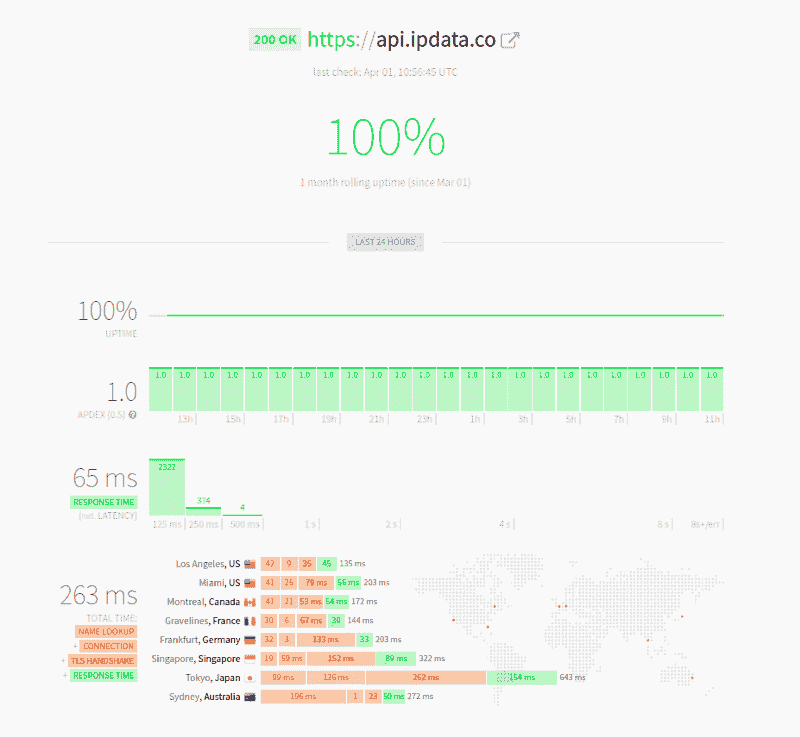 200 OK https://api.ipdata.co
last check: Apr 01, 10:56:45 UTC
100%
1 month rolling uptime (since Mar 01)
LAST 24 HOURS
100%
UPTIME
1.0 1.0 1.0 1.0 1.0 1.0 1.0 1.0 1.0 1.0 1.0 1.0 1.0 1.0 1.0 1.0 1.0 1.0 1.0 1.0 1.0 1.0 1.0 1.0
1.0
APDEX (0.5) ?
13h 15h 17h 19h 21h 23h 1h 3h 5h 7h 9h 11h
65 ms
RESPONSE TIME
(incl. LATENCY)
2322 314 4
125 ms 250 ms 500 ms 1 s 2 s 4 s 8 s 8s+/err
263 ms
TOTAL TIME:
NAME LOOKUP
+ CONNECTION
+ TLS HANDSHAKE
+ RESPONSE TIME
Los Angeles, US 42 9 35 45 135 ms
Miami, US 41 26 79 ms 56 ms 203 ms
Montreal, Canada 41 21 53 ms 54 ms 172 ms
Gravelines, France 30 6 67 ms 39 144 ms
Frankfurt, Germany 32 3 133 ms 33 203 ms
Singapore, Singapore 19 59 ms 152 ms 89 ms 322 ms
Tokyo, Japan 99 ms 126 ms 262 ms 154 ms 643 ms
Sydney, Australia 196 ms 1 23 50 ms 272 ms